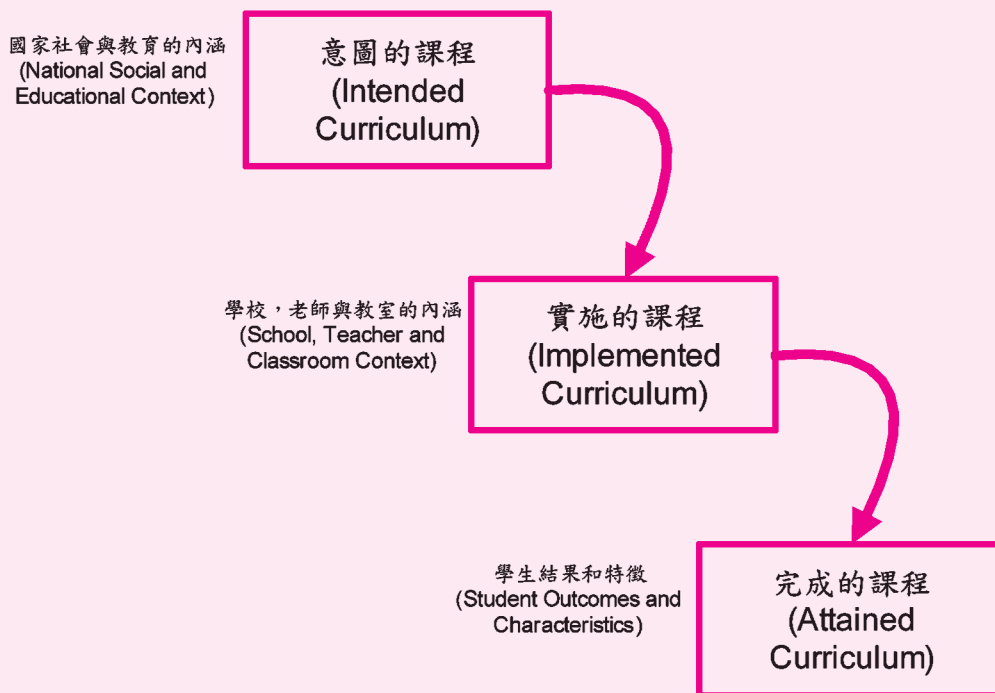 國家社會與教育的內涵
(National Social and
Educational Context)
意圖的課程
(Intended
Curriculum)
學校，老師與教室的內涵
(School, Teacher and
Classroom Context)
實施的課程
(Implemented
Curriculum)
學生結果和特徵
(Student Outcomes and
Characteristics)
完成的課程
(Attained
Curriculum)